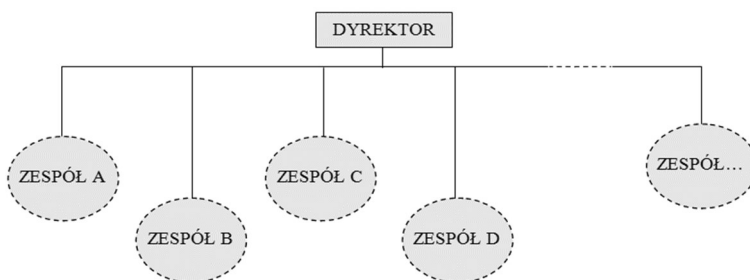 DYREKTOR
ZESPÓŁ A
ZESPÓŁ B
ZESPÓŁ C
ZESPÓŁ D
ZESPÓŁ…